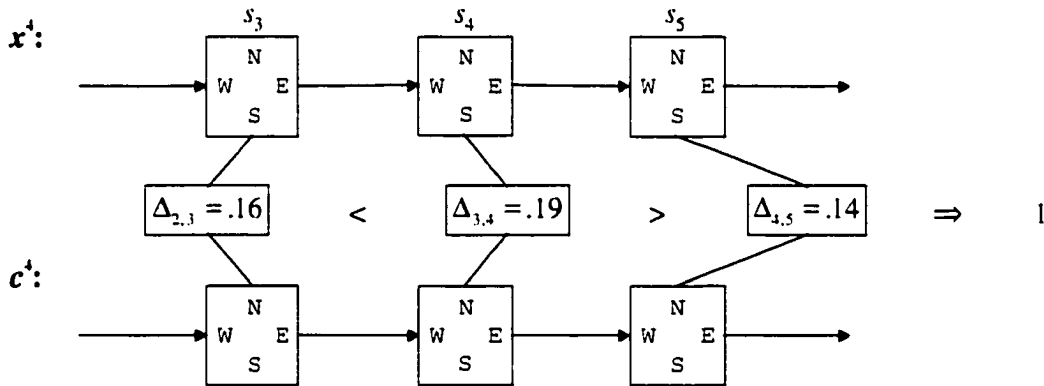 s₃ s₄ s₅
x⁴:
N N N
W E W E W E
S S S
Δ₂,₃ = .16 < Δ₃,₄ = .19 > Δ₄,₅ = .14 ⇒ 1
c⁴:
N N N
W E W E W E
S S S